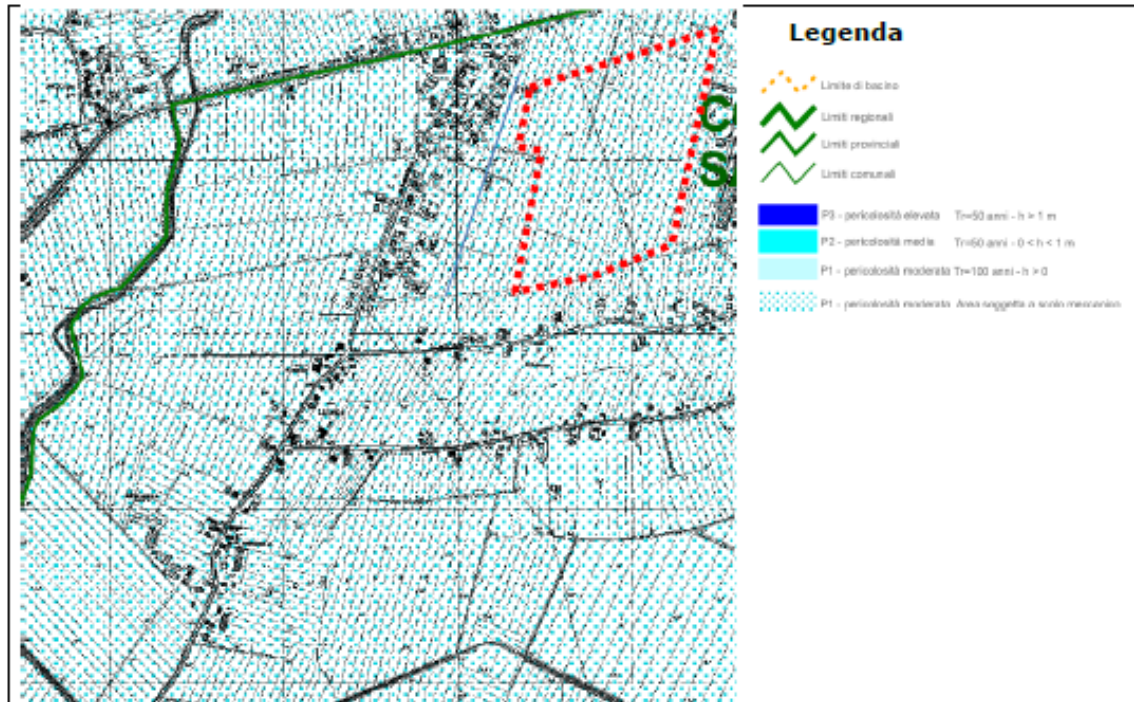 Legenda
Limite di bacino
Limiti regionali
Limiti provinciali
Limiti comunali
P3 - pericolosità elevata Tr=50 anni - h > 1 m
P2 - pericolosità media Tr=50 anni - 0 < h < 1 m
P1 - pericolosità moderata Tr=100 anni - h > 0
P1 - pericolosità moderata Area soggetta a scolo meccanico